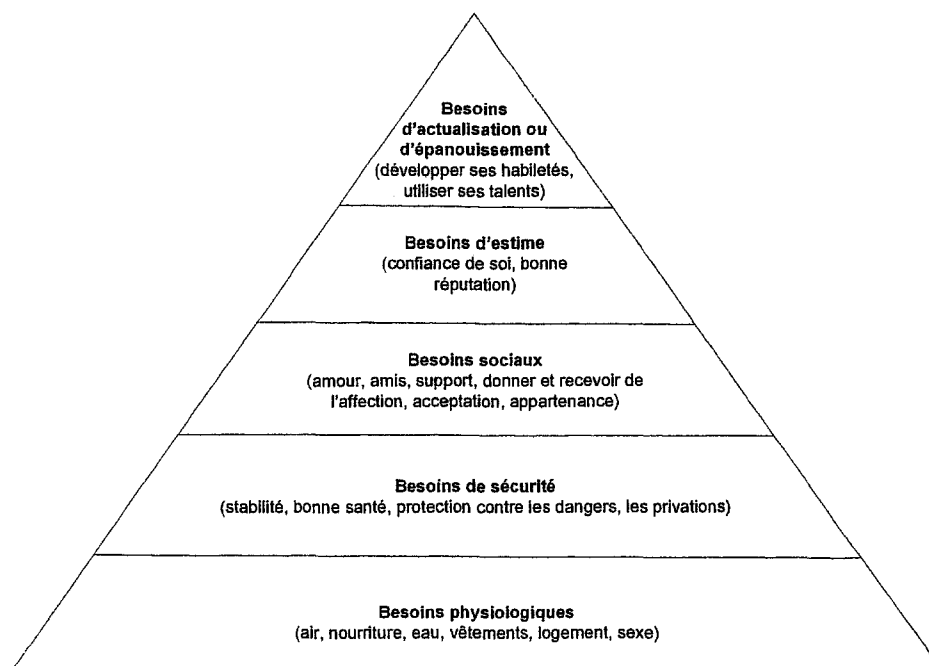 Besoins
d'actualisation ou
d'épanouissement
(développer ses habiletés,
utiliser ses talents)
Besoins d'estime
(confiance de soi, bonne
réputation)
Besoins sociaux
(amour, amis, support, donner et recevoir de
l'affection, acceptation, appartenance)
Besoins de sécurité
(stabilité, bonne santé, protection contre les dangers, les privations)
Besoins physiologiques
(air, nourriture, eau, vêtements, logement, sexe)